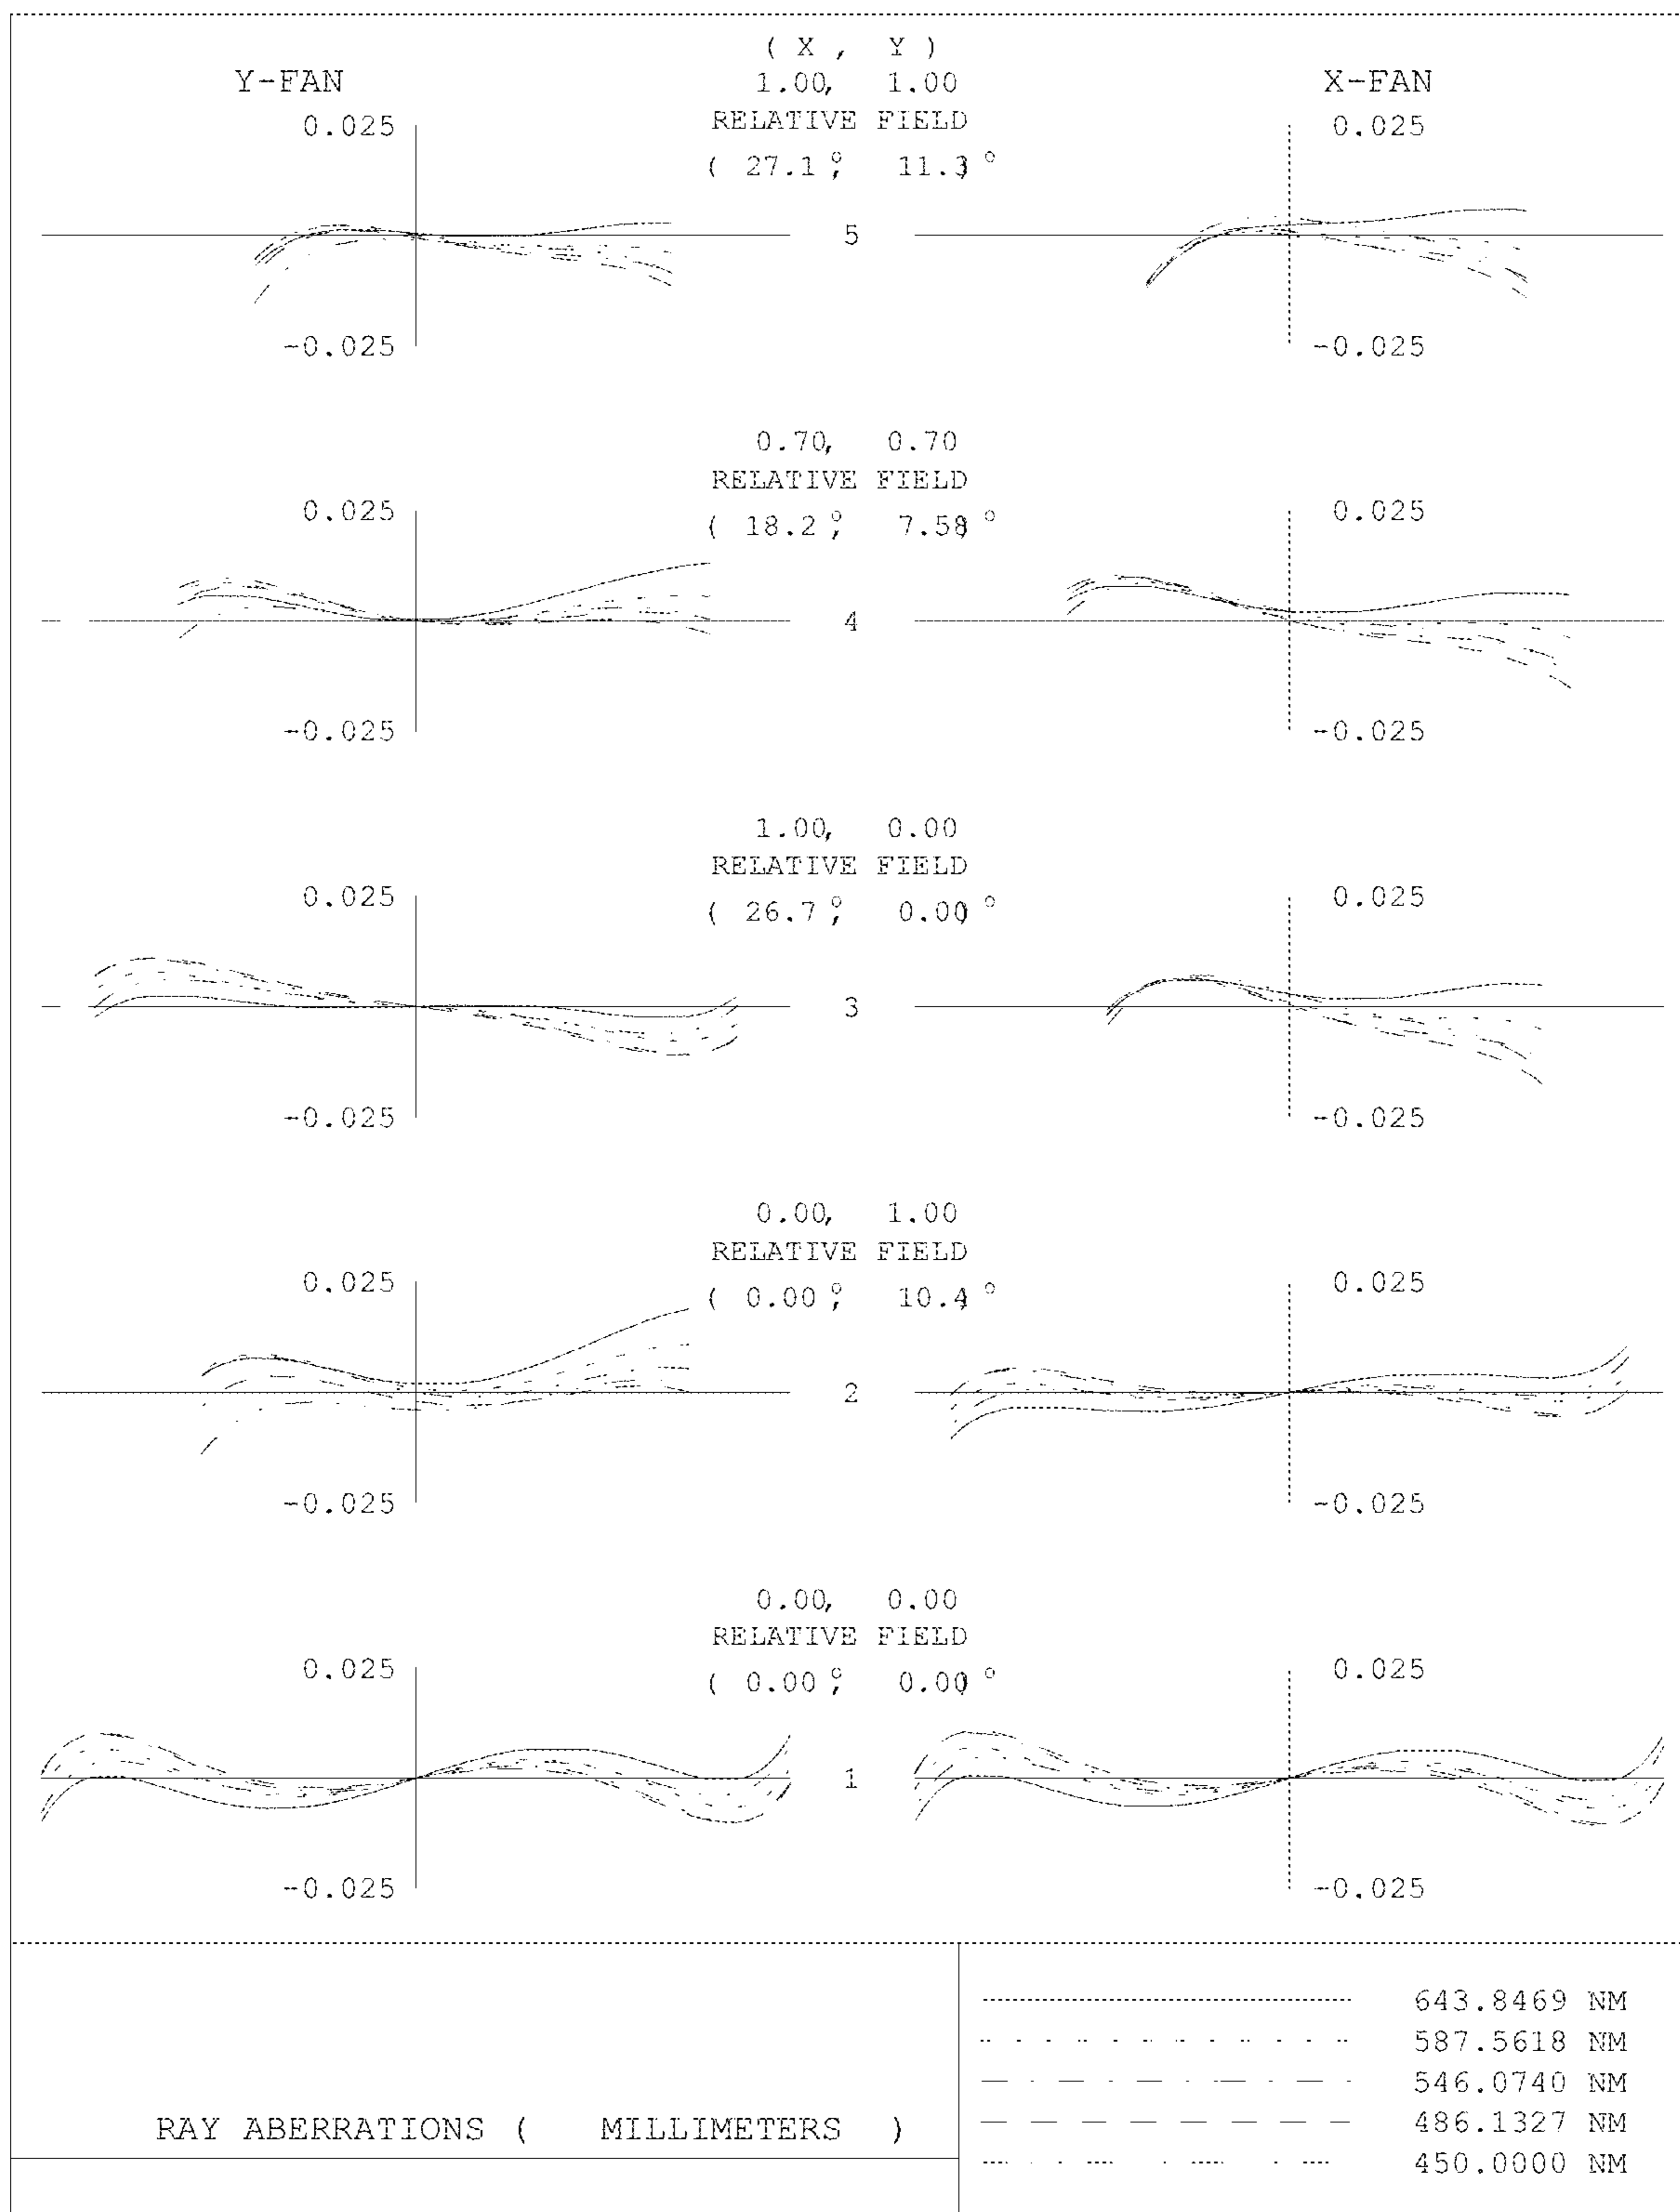 ( X , Y )
Y-FAN 1.00, 1.00 X-FAN
0.025 RELATIVE FIELD 0.025
( 27.1°, 11.3°)
5
-0.025 -0.025
0.70, 0.70
RELATIVE FIELD
0.025 ( 18.2°, 7.58°) 0.025
4
-0.025 -0.025
1.00, 0.00
RELATIVE FIELD
0.025 ( 26.7°, 0.00°) 0.025
3
-0.025 -0.025
0.00, 1.00
RELATIVE FIELD
0.025 ( 0.00°, 10.4°) 0.025
2
-0.025 -0.025
0.00, 0.00
RELATIVE FIELD
0.025 ( 0.00°, 0.00°) 0.025
1
-0.025 -0.025
643.8469 NM
587.5618 NM
546.0740 NM
RAY ABERRATIONS ( MILLIMETERS ) 486.1327 NM
450.0000 NM